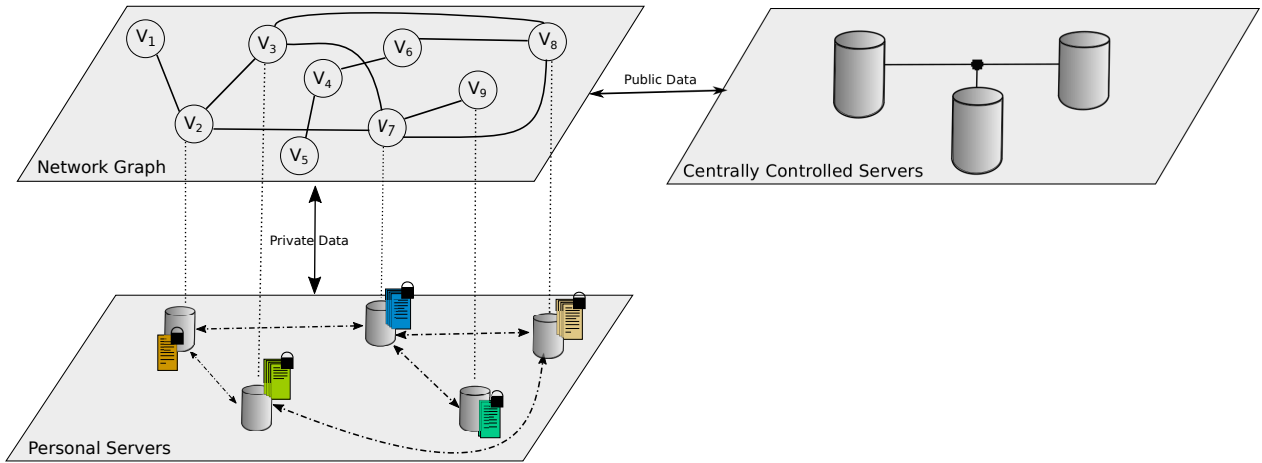 V1
V3
V6
V8
V4
V9
V2
V7
V5
Network Graph
Public Data
Centrally Controlled Servers
Private Data
Personal Servers